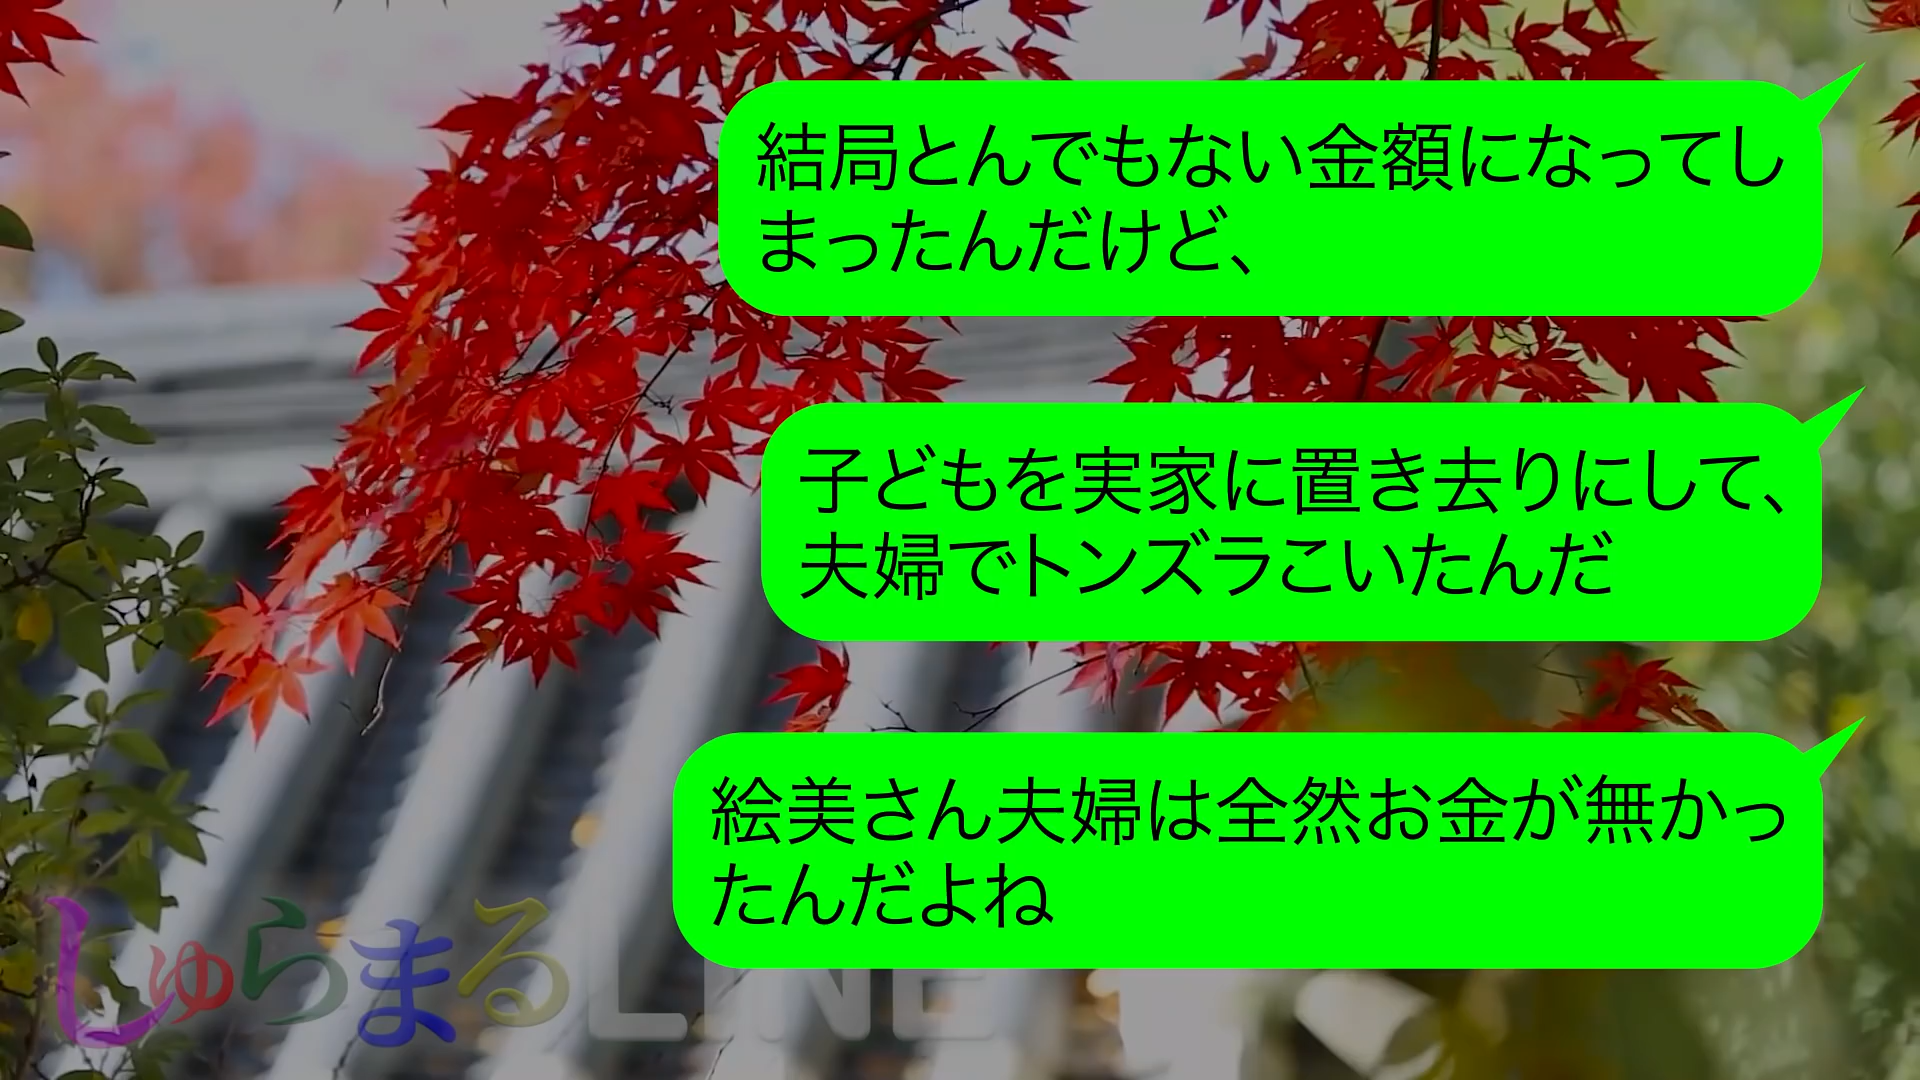 結局とんでもない金額になってし
まったんだけど、
子どもを実家に置き去りにして、
夫婦でトンズラこいたんだ
絵美さん夫婦は全然お金が無かっ
たんだよね
しゅらまるLINE